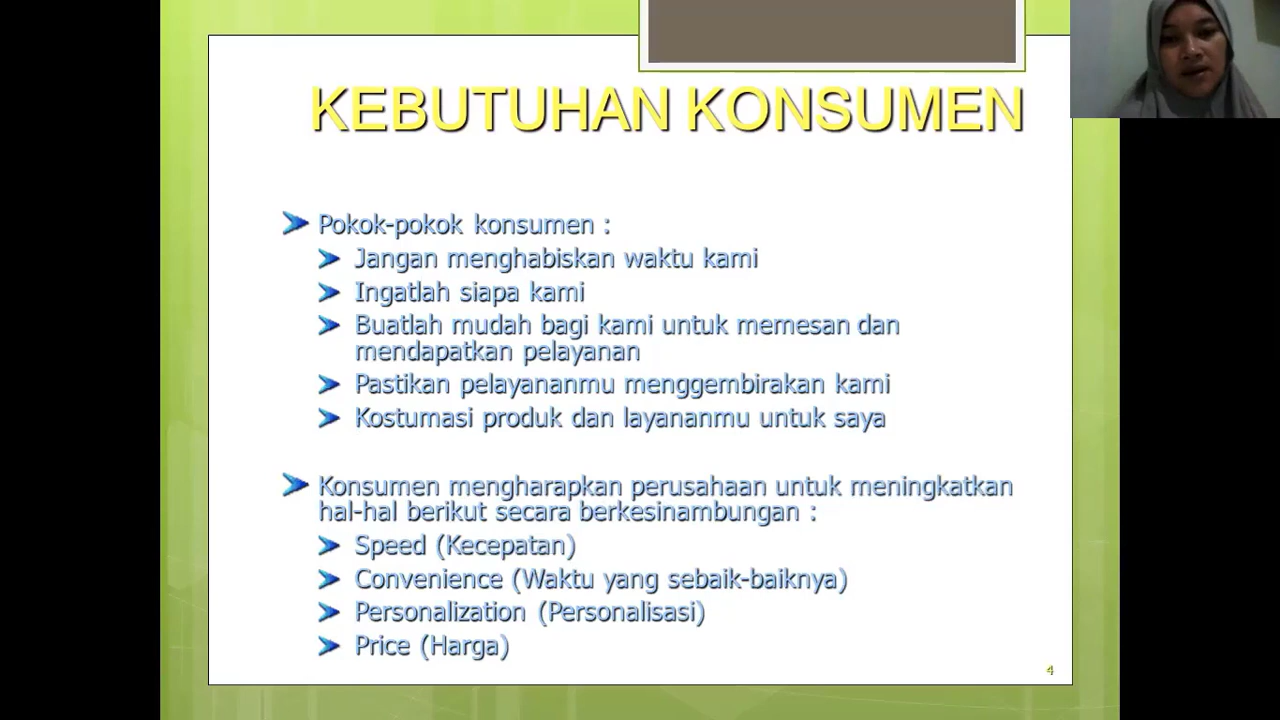 KEBUTUHAN KONSUMEN
Pokok-pokok konsumen :
Jangan menghabiskan waktu kami
Ingatlah siapa kami
Buatlah mudah bagi kami untuk memesan dan
mendapatkan pelayanan
Pastikan pelayananmu menggembirakan kami
Kostumasi produk dan layananmu untuk saya
Konsumen mengharapkan perusahaan untuk meningkatkan
hal-hal berikut secara berkesinambungan :
Speed (Kecepatan)
Convenience (Waktu yang sebaik-baiknya)
Personalization (Personalisasi)
Price (Harga)
4